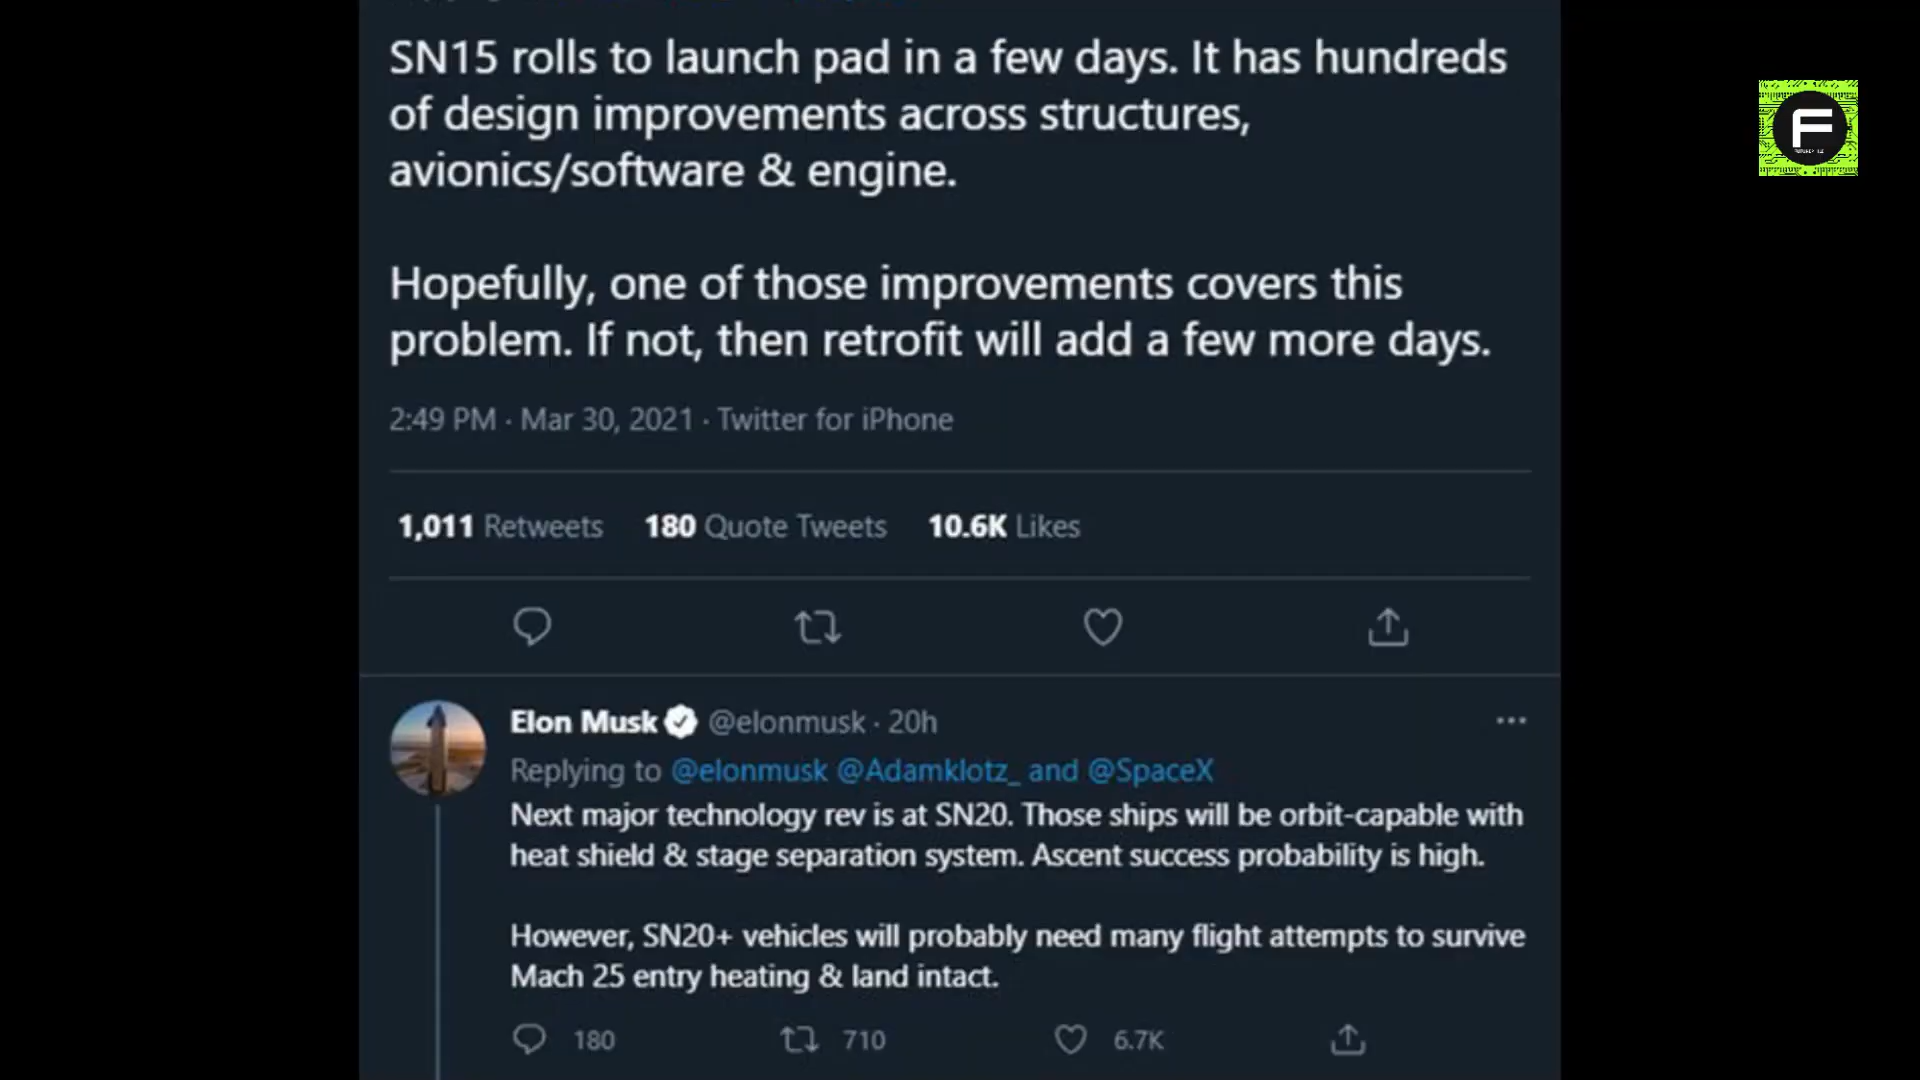 SN15 rolls to launch pad in a few days. It has hundreds
of design improvements across structures,
avionics/software & engine.
Hopefully, one of those improvements covers this
problem. If not, then retrofit will add a few more days.
2:49 PM · Mar 30, 2021 · Twitter for iPhone
1,011 Retweets 180 Quote Tweets 10.6K Likes
Elon Musk @elonmusk · 20h
Replying to @elonmusk @Adamklotz_ and @SpaceX
Next major technology rev is at SN20. Those ships will be orbit-capable with
heat shield & stage separation system. Ascent success probability is high.
However, SN20+ vehicles will probably need many flight attempts to survive
Mach 25 entry heating & land intact.
180 710 6.7K
F